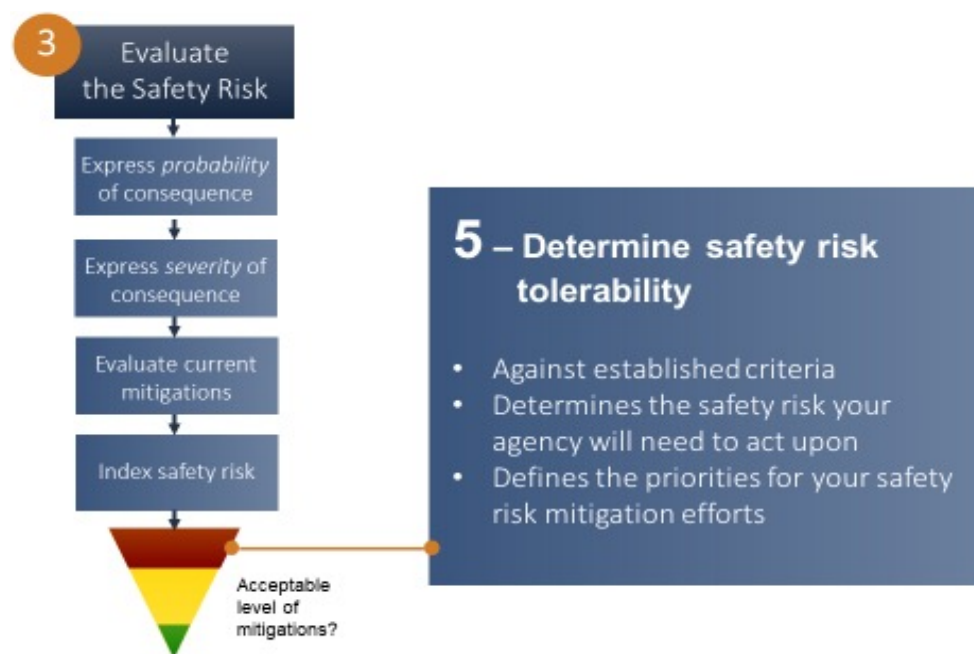 3
Evaluate
the Safety Risk
Express probability
of consequence
Express severity of
consequence
Evaluate current
mitigations
Index safety risk
Acceptable
level of
mitigations?
5 – Determine safety risk
tolerability
• Against established criteria
• Determines the safety risk your
agency will need to act upon
• Defines the priorities for your safety
risk mitigation efforts